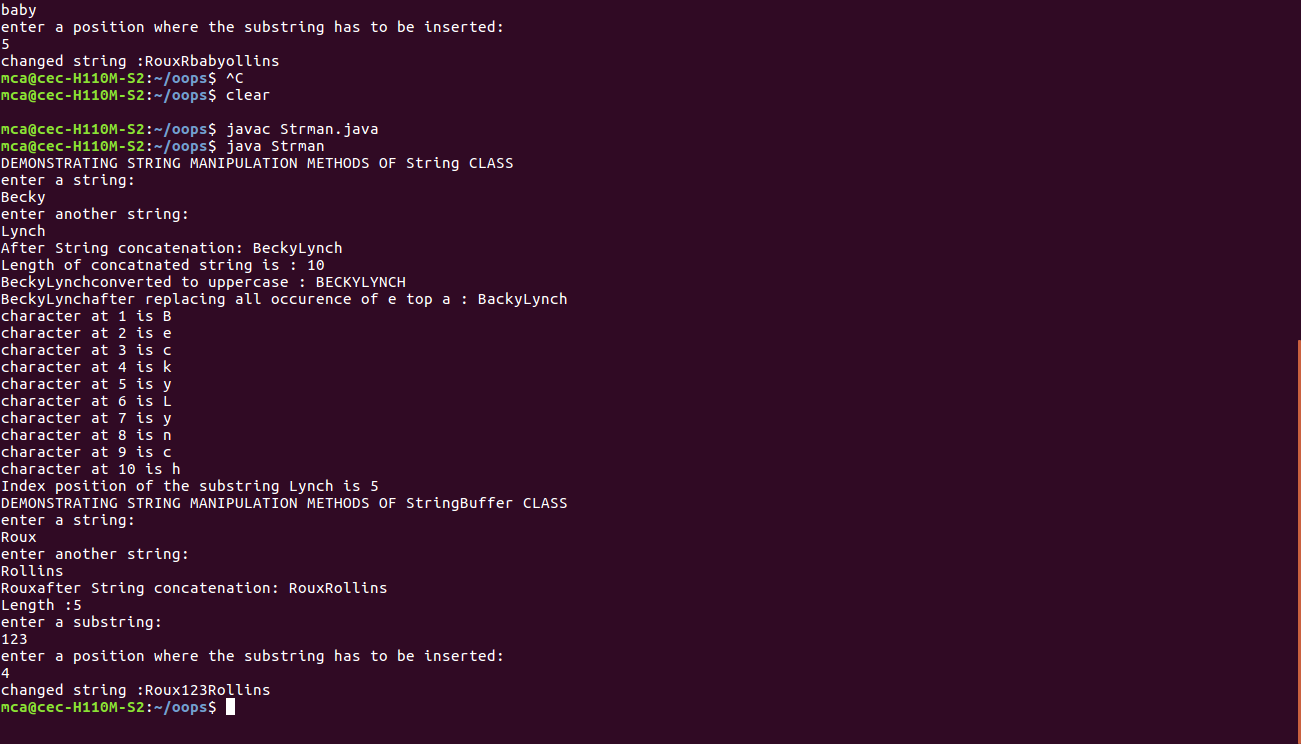 baby
enter a position where the substring has to be inserted:
5
changed string :RouxRbabyollins
mca@cec-H110M-S2:~/oops$ ^C
mca@cec-H110M-S2:~/oops$ clear
mca@cec-H110M-S2:~/oops$ javac Strman.java
mca@cec-H110M-S2:~/oops$ java Strman
DEMONSTRATING STRING MANIPULATION METHODS OF String CLASS
enter a string:
Becky
enter another string:
Lynch
After String concatenation: BeckyLynch
Length of concatnated string is : 10
BeckyLynchconverted to uppercase : BECKYLYNCH
BeckyLynchafter replacing all occurence of e top a : BackyLynch
character at 1 is B
character at 2 is e
character at 3 is c
character at 4 is k
character at 5 is y
character at 6 is L
character at 7 is y
character at 8 is n
character at 9 is c
character at 10 is h
Index position of the substring Lynch is 5
DEMONSTRATING STRING MANIPULATION METHODS OF StringBuffer CLASS
enter a string:
Roux
enter another string:
Rollins
Rouxafter String concatenation: RouxRollins
Length :5
enter a substring:
123
enter a position where the substring has to be inserted:
4
changed string :Roux123Rollins
mca@cec-H110M-S2:~/oops$